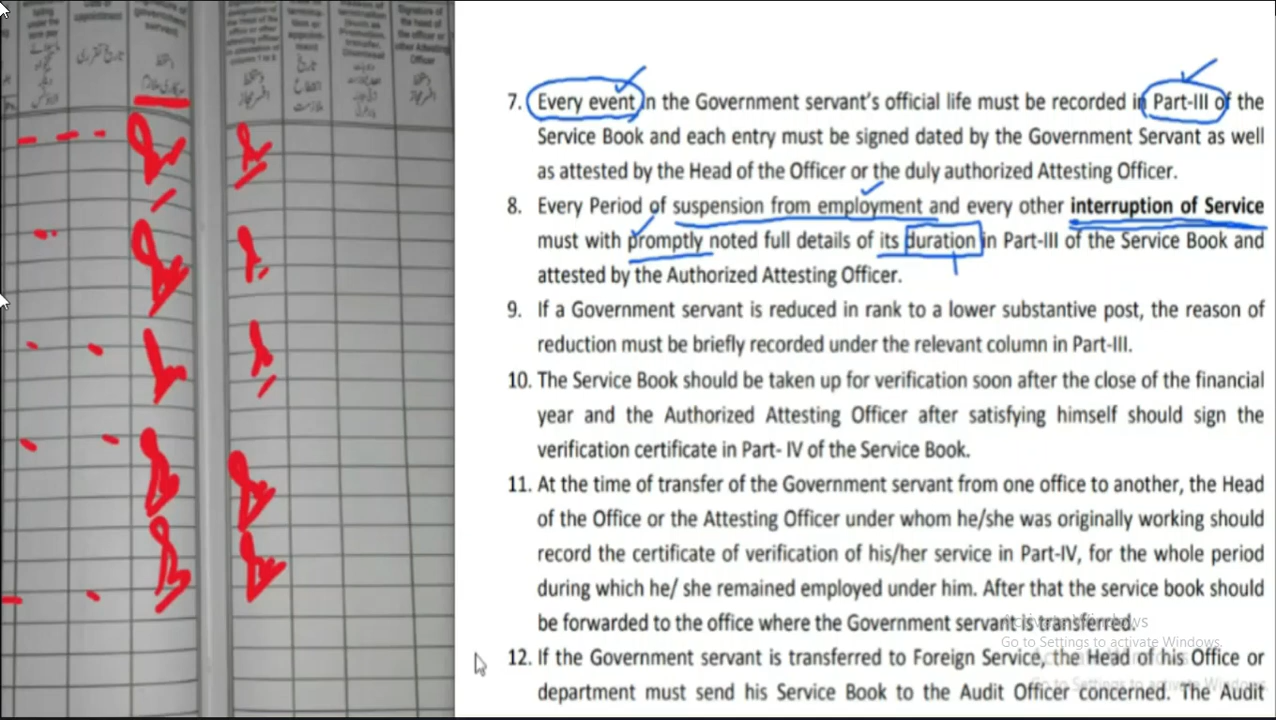 سرکاری ملازم
تاریخ تقرری
7. Every event in the Government servant's official life must be recorded in Part-III of the
Service Book and each entry must be signed dated by the Government Servant as well
as attested by the Head of the Officer or the duly authorized Attesting Officer.
8. Every Period of suspension from employment and every other interruption of Service
must with promptly noted full details of its duration in Part-III of the Service Book and
attested by the Authorized Attesting Officer.
9. If a Government servant is reduced in rank to a lower substantive post, the reason of
reduction must be briefly recorded under the relevant column in Part-III.
10. The Service Book should be taken up for verification soon after the close of the financial
year and the Authorized Attesting Officer after satisfying himself should sign the
verification certificate in Part- IV of the Service Book.
11. At the time of transfer of the Government servant from one office to another, the Head
of the Office or the Attesting Officer under whom he/she was originally working should
record the certificate of verification of his/her service in Part-IV, for the whole period
during which he/ she remained employed under him. After that the service book should
be forwarded to the office where the Government servant is transferred.
Activate Windows
Go to Settings to activate Windows.
12. If the Government servant is transferred to Foreign Service, the Head of his Office or
department must send his Service Book to the Audit Officer concerned. The Audit
Go to Settings to activate Windows.